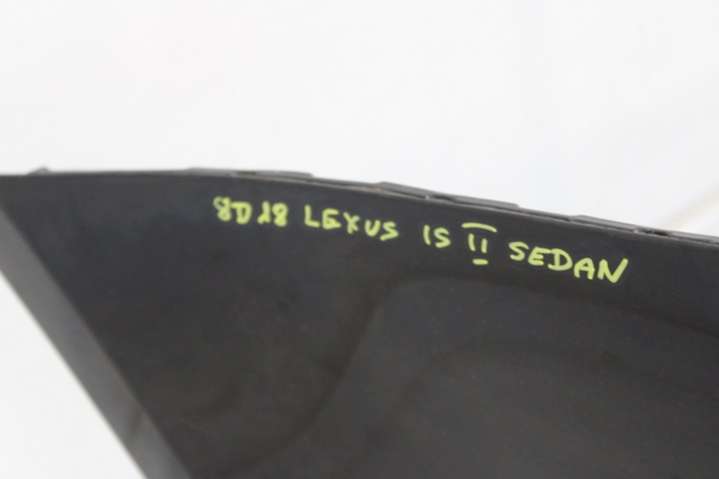 8D18 LEXUS IS II SEDAN